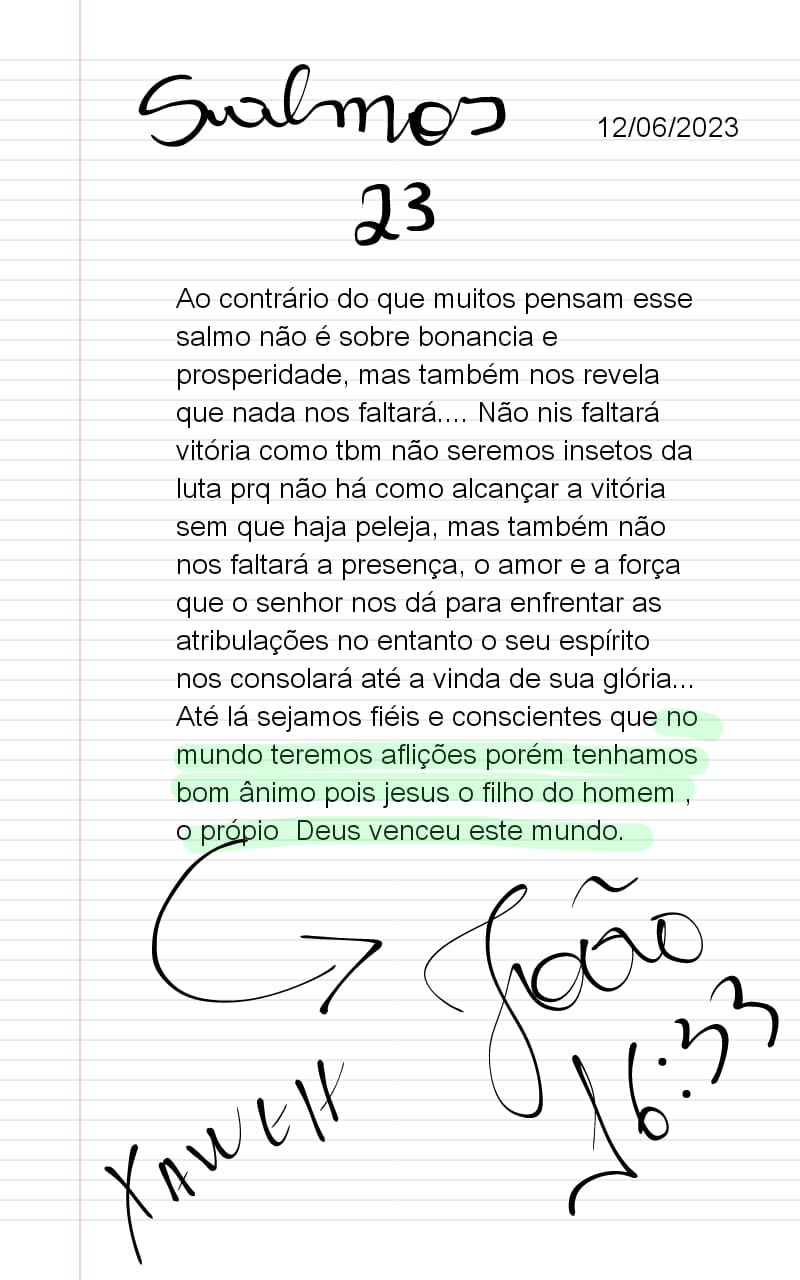 Salmos
12/06/2023
23
Ao contrário do que muitos pensam esse
salmo não é sobre bonancia e
prosperidade, mas também nos revela
que nada nos faltará.... Não nis faltará
vitória como tbm não seremos insetos da
luta prq não há como alcançar a vitória
sem que haja peleja, mas também não
nos faltará a presença, o amor e a força
que o senhor nos dá para enfrentar as
atribulações no entanto o seu espírito
nos consolará até a vinda de sua glória...
Até lá sejamos fiéis e conscientes que no
mundo teremos aflições porém tenhamos
bom ânimo pois jesus o filho do homem ,
o própio  Deus venceu este mundo.
João
16:33
YAWEH